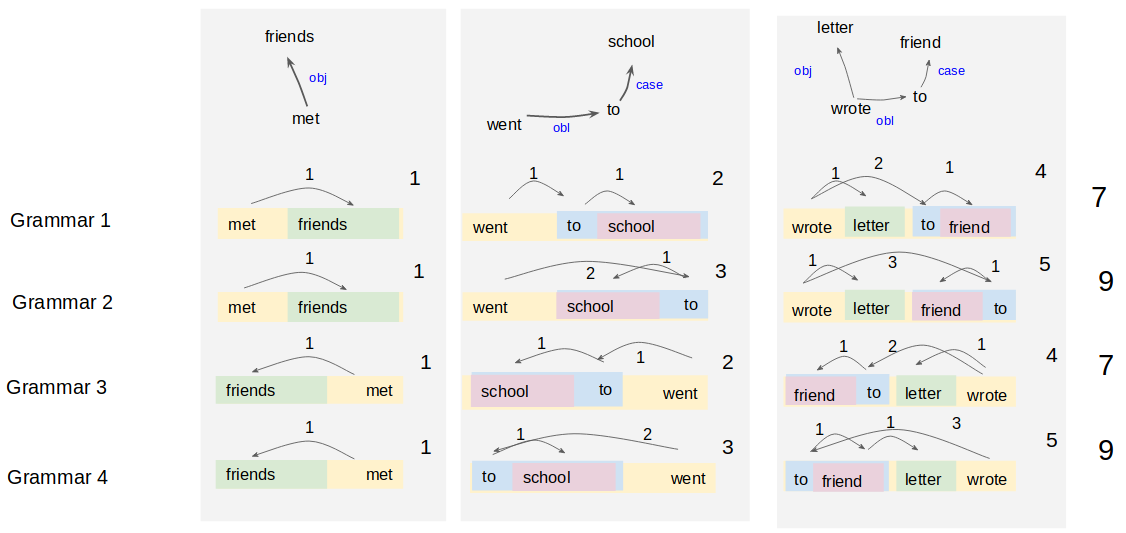 friends
obj
met
school
case
to
went
obl
letter
friend
obj
case
wrote
to
obl
Grammar 1
1
1
met friends
1
1
2
went to school
1
2
1
4
wrote letter to friend
7
Grammar 2
1
1
met friends
2
1
3
went school to
1
3
1
5
wrote letter friend to
9
Grammar 3
1
1
friends met
1
1
2
school to went
1
2
1
4
friend to letter wrote
7
Grammar 4
1
1
friends met
1
2
3
to school went
1
1
3
5
to friend letter wrote
9